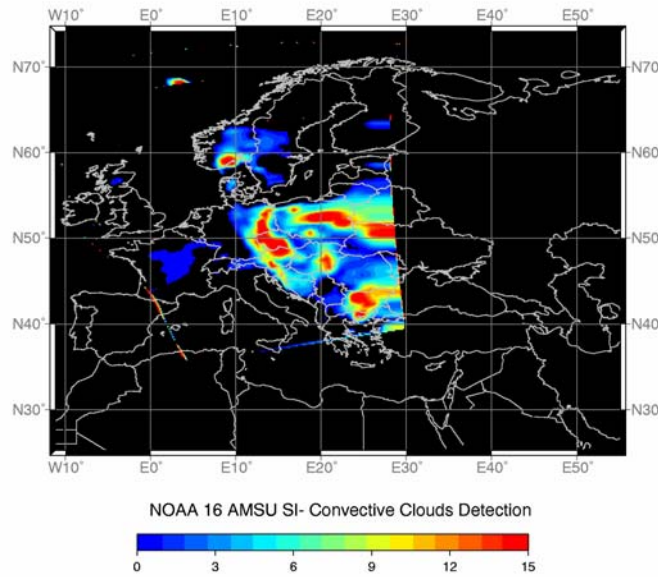 W10° E0° E10° E20° E30° E40° E50°
N70° N70°
N60° N60°
N50° N50°
N40° N40°
N30° N30°
W10° E0° E10° E20° E30° E40° E50°
NOAA 16 AMSU SI- Convective Clouds Detection
0 3 6 9 12 15